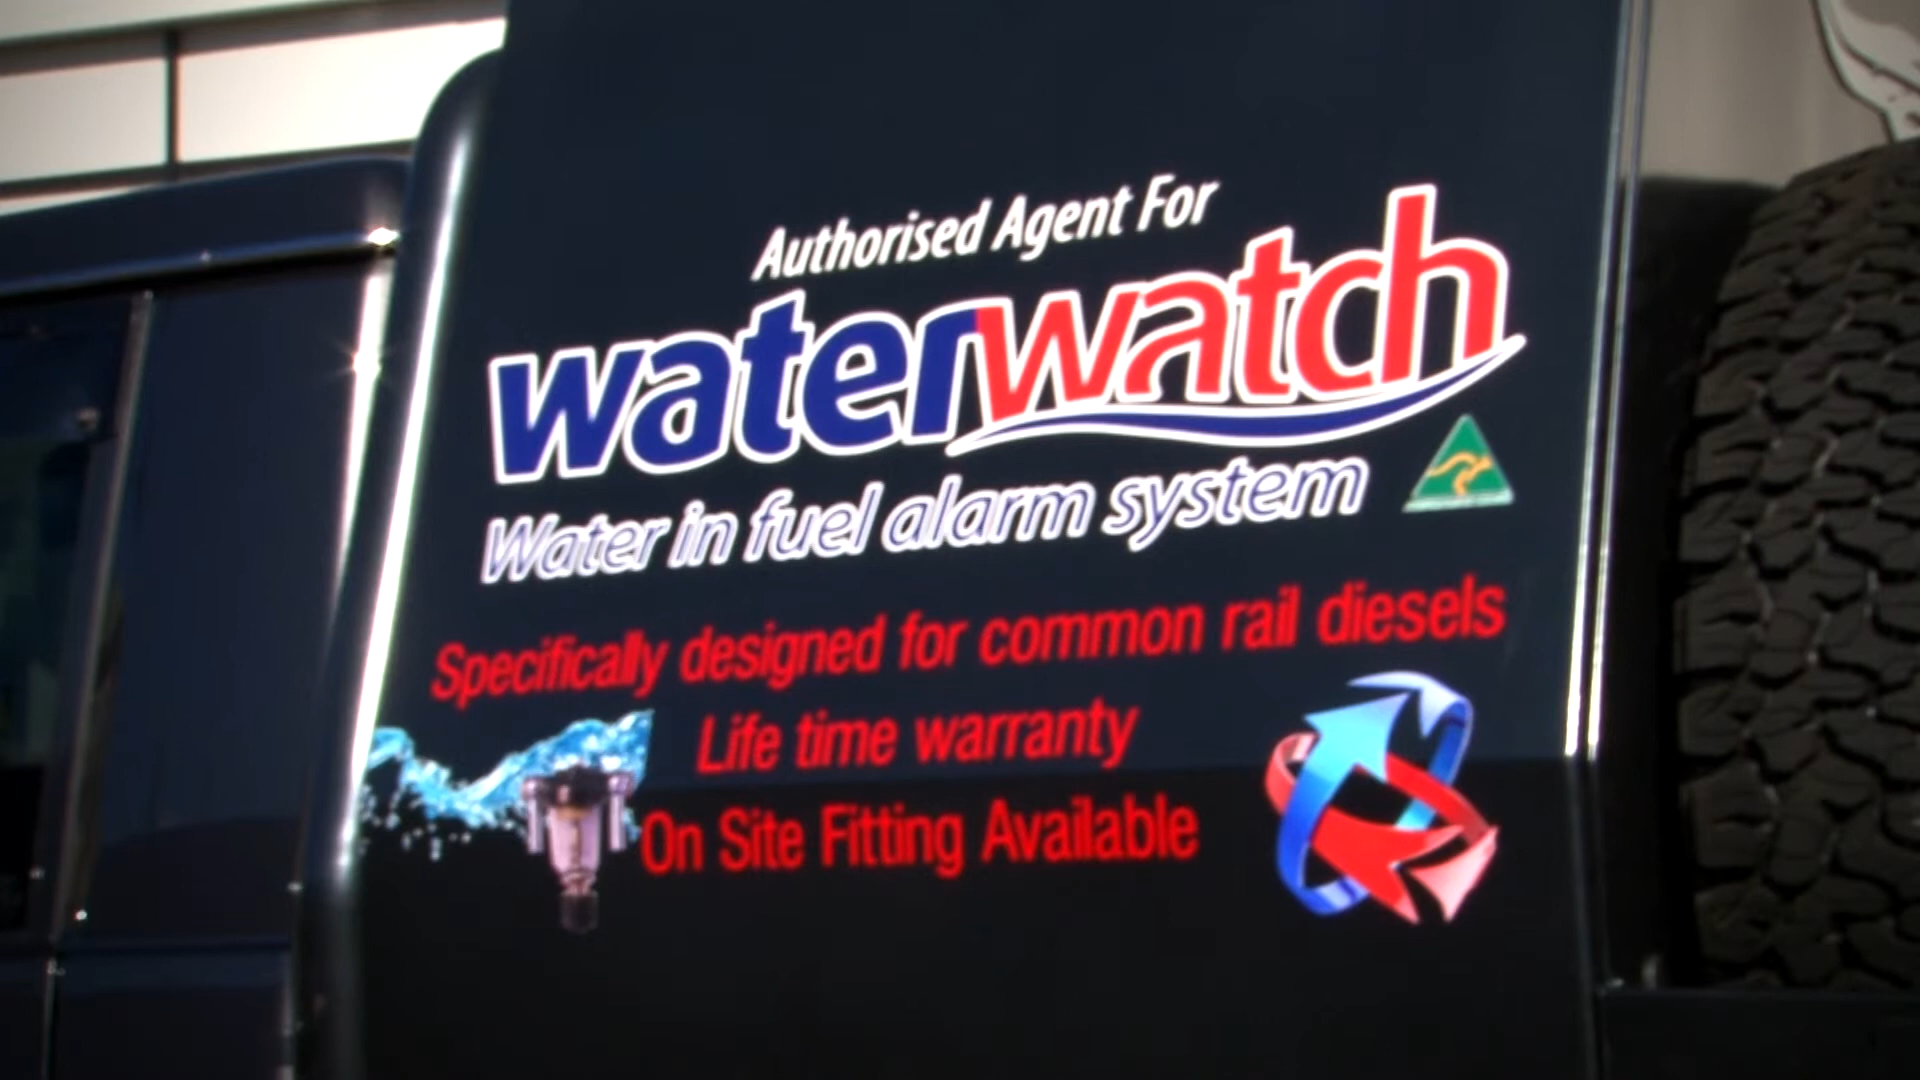 Authorised Agent For
waterwatch
Water in fuel alarm system
Specifically designed for common rail diesels
Life time warranty
On Site Fitting Available